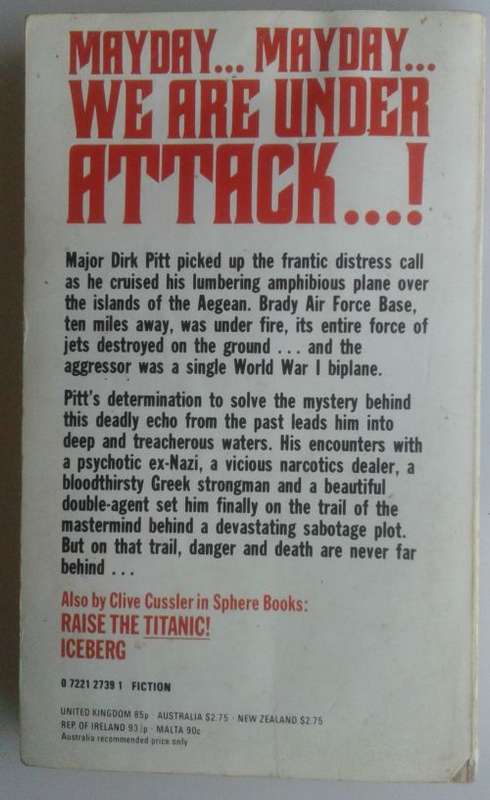 MAYDAY... MAYDAY...
WE ARE UNDER
ATTACK...!
Major Dirk Pitt picked up the frantic distress call
as he cruised his lumbering amphibious plane over
the islands of the Aegean. Brady Air Force Base,
ten miles away, was under fire, its entire force of
jets destroyed on the ground . . . and the
aggressor was a single World War I biplane.
Pitt's determination to solve the mystery behind
this deadly echo from the past leads him into
deep and treacherous waters. His encounters with
a psychotic ex-Nazi, a vicious narcotics dealer, a
bloodthirsty Greek strongman and a beautiful
double-agent set him finally on the trail of the
mastermind behind a devastating sabotage plot.
But on that trail, danger and death are never far
behind . . .
Also by Clive Cussler in Sphere Books:
RAISE THE TITANIC!
ICEBERG
0 7221 2739 1 FICTION
UNITED KINGDOM 85p · AUSTRALIA $2.75 · NEW ZEALAND $2.75
REP. OF IRELAND 93½p · MALTA 90c
Australia recommended price only